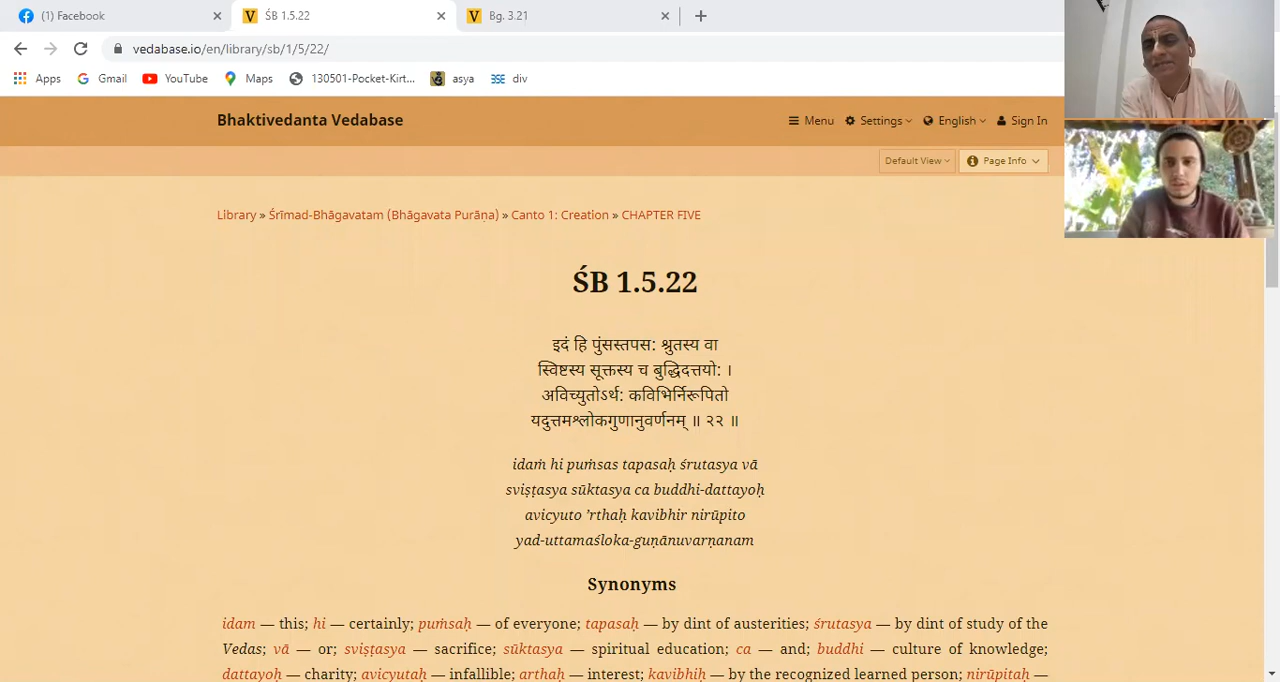 (1) Facebook
ŚB 1.5.22
Bg. 3.21
vedabase.io/en/library/sb/1/5/22/
Apps Gmail YouTube Maps 130501-Pocket-Kirt... asya div
Bhaktivedanta Vedabase
Menu Settings English Sign In
Default View Page Info
Library » Śrīmad-Bhāgavatam (Bhāgavata Purāṇa) » Canto 1: Creation » CHAPTER FIVE
ŚB 1.5.22
इदं हि पुंसस्तपस: श्रुतस्य वा
स्विष्टस्य सूक्तस्य च बुद्धिदत्तयो: ।
अविच्युतोऽर्थ: कविभिर्निरूपितो
यदुत्तमश्लोकगुणानुवर्णनम् ॥ २२ ॥
idaṁ hi puṁsas tapasaḥ śrutasya vā
sviṣṭasya sūktasya ca buddhi-dattayoḥ
avicyuto ’rthaḥ kavibhir nirūpito
yad-uttamaśloka-guṇānuvarṇanam
Synonyms
idam — this; hi — certainly; puṁsaḥ — of everyone; tapasaḥ — by dint of austerities; śrutasya — by dint of study of the
Vedas; vā — or; sviṣṭasya — sacrifice; sūktasya — spiritual education; ca — and; buddhi — culture of knowledge;
dattayoḥ — charity; avicyutaḥ — infallible; arthaḥ — interest; kavibhiḥ — by the recognized learned person; nirūpitaḥ —